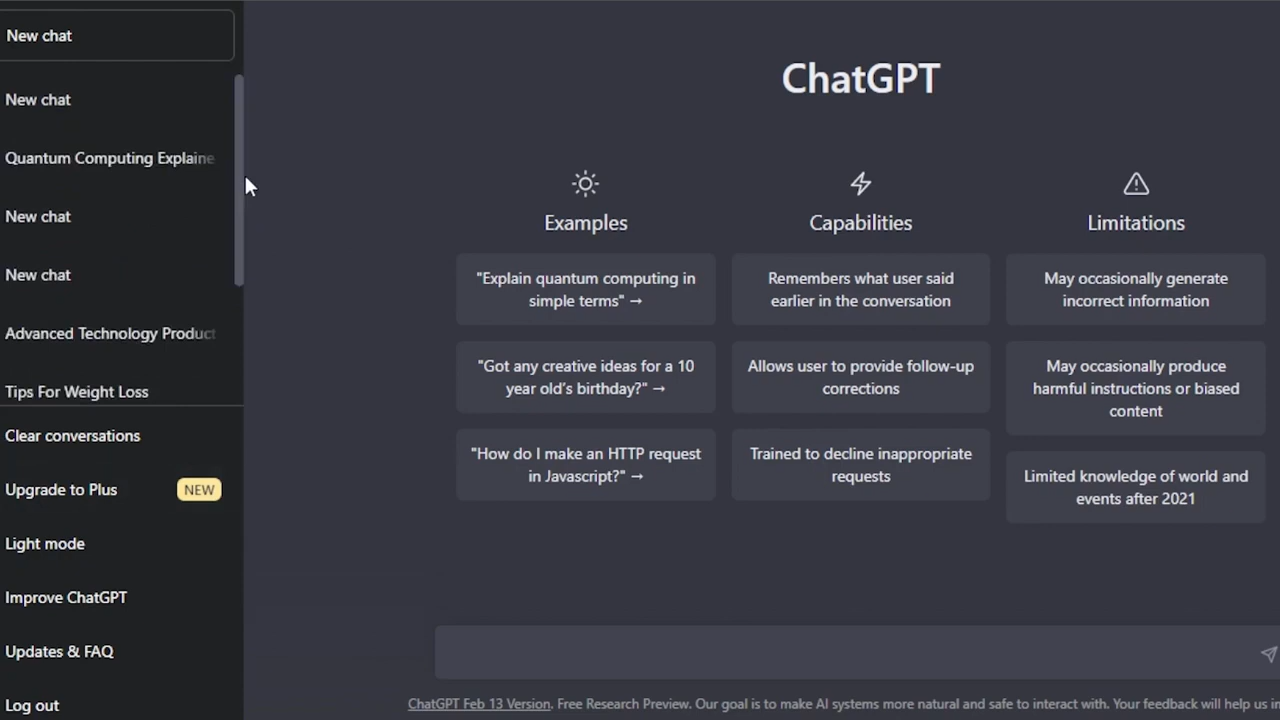 New chat
New chat
Quantum Computing Explaine
New chat
New chat
Advanced Technology Product
Tips For Weight Loss
Clear conversations
Upgrade to Plus NEW
Light mode
Improve ChatGPT
Updates & FAQ
Log out
ChatGPT
Examples
"Explain quantum computing in
simple terms" →
"Got any creative ideas for a 10
year old's birthday?" →
"How do I make an HTTP request
in Javascript?" →
Capabilities
Remembers what user said
earlier in the conversation
Allows user to provide follow-up
corrections
Trained to decline inappropriate
requests
Limitations
May occasionally generate
incorrect information
May occasionally produce
harmful instructions or biased
content
Limited knowledge of world and
events after 2021
ChatGPT Feb 13 Version. Free Research Preview. Our goal is to make AI systems more natural and safe to interact with. Your feedback will help us